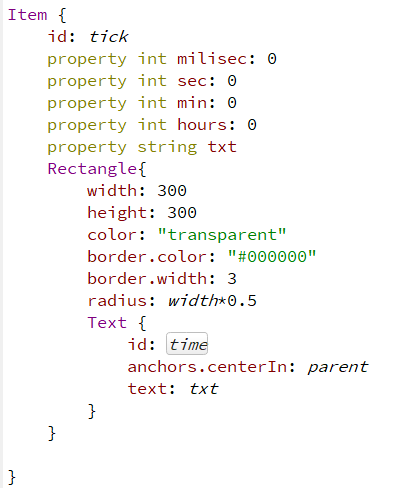 Item {
    id: tick
    property int milisec: 0
    property int sec: 0
    property int min: 0
    property int hours: 0
    property string txt
    Rectangle{
        width: 300
        height: 300
        color: "transparent"
        border.color: "#000000"
        border.width: 3
        radius: width*0.5
        Text {
            id: time
            anchors.centerIn: parent
            text: txt
        }
    }
}